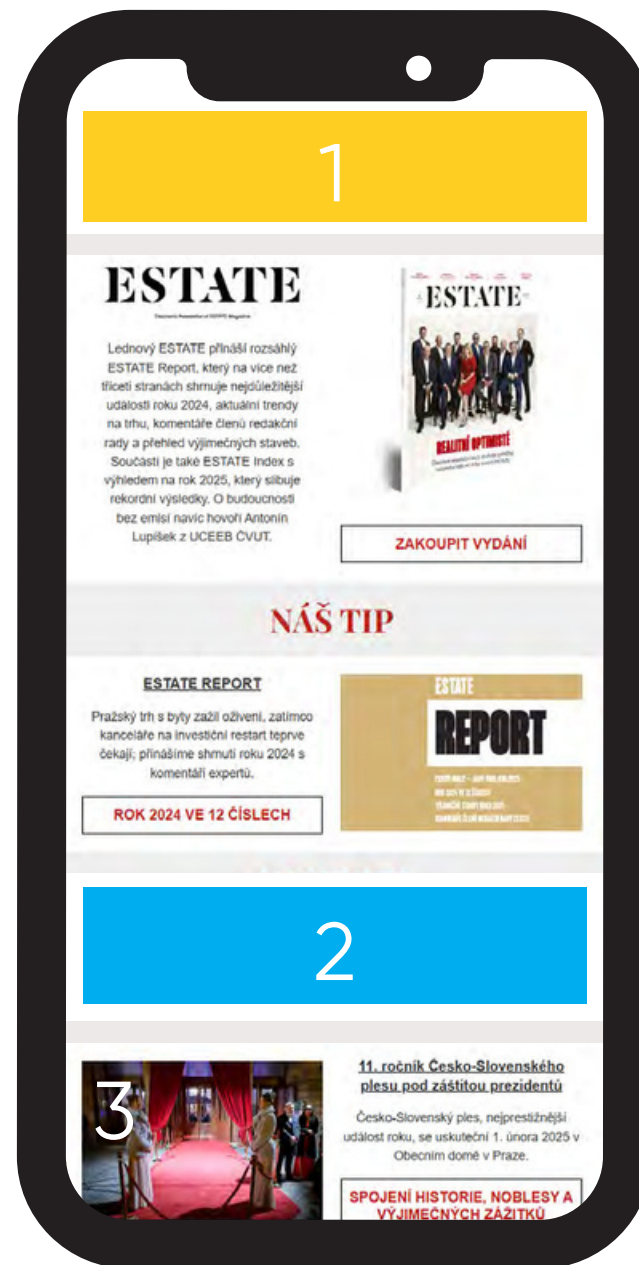 1
ESTATE
Lednový ESTATE přináší rozsáhlý
ESTATE Report, který na více než
třiceti stranách shrnuje nejdůležitější
události roku 2024, aktuální trendy
na trhu, komentáře členů redakční
rady a přehled výjimečných staveb.
Součástí je také ESTATE Index s
výhledem na rok 2025, který slibuje
rekordní výsledky. O budoucnosti
bez emisí navíc hovoří Antonín
Lupíšek z UCEEB ČVUT.
ESTATE
REALITNÍ OPTIMISTÉ
ZAKOUPIT VYDÁNÍ
NÁŠ TIP
ESTATE REPORT
Pražský trh s byty zažil oživení, zatímco
kanceláře na investiční restart teprve
čekají; přinášíme shrnutí roku 2024 s
komentáři expertů.
ROK 2024 VE 12 ČÍSLECH
ESTATE
REPORT
2
3
11. ročník Česko-Slovenského
plesu pod záštitou prezidentů
Česko-Slovenský ples, nejprestižnější
událost roku, se uskuteční 1. února 2025 v
Obecním domě v Praze.
SPOJENÍ HISTORIE, NOBLESY A
VÝJIMEČNÝCH ZÁŽITKŮ